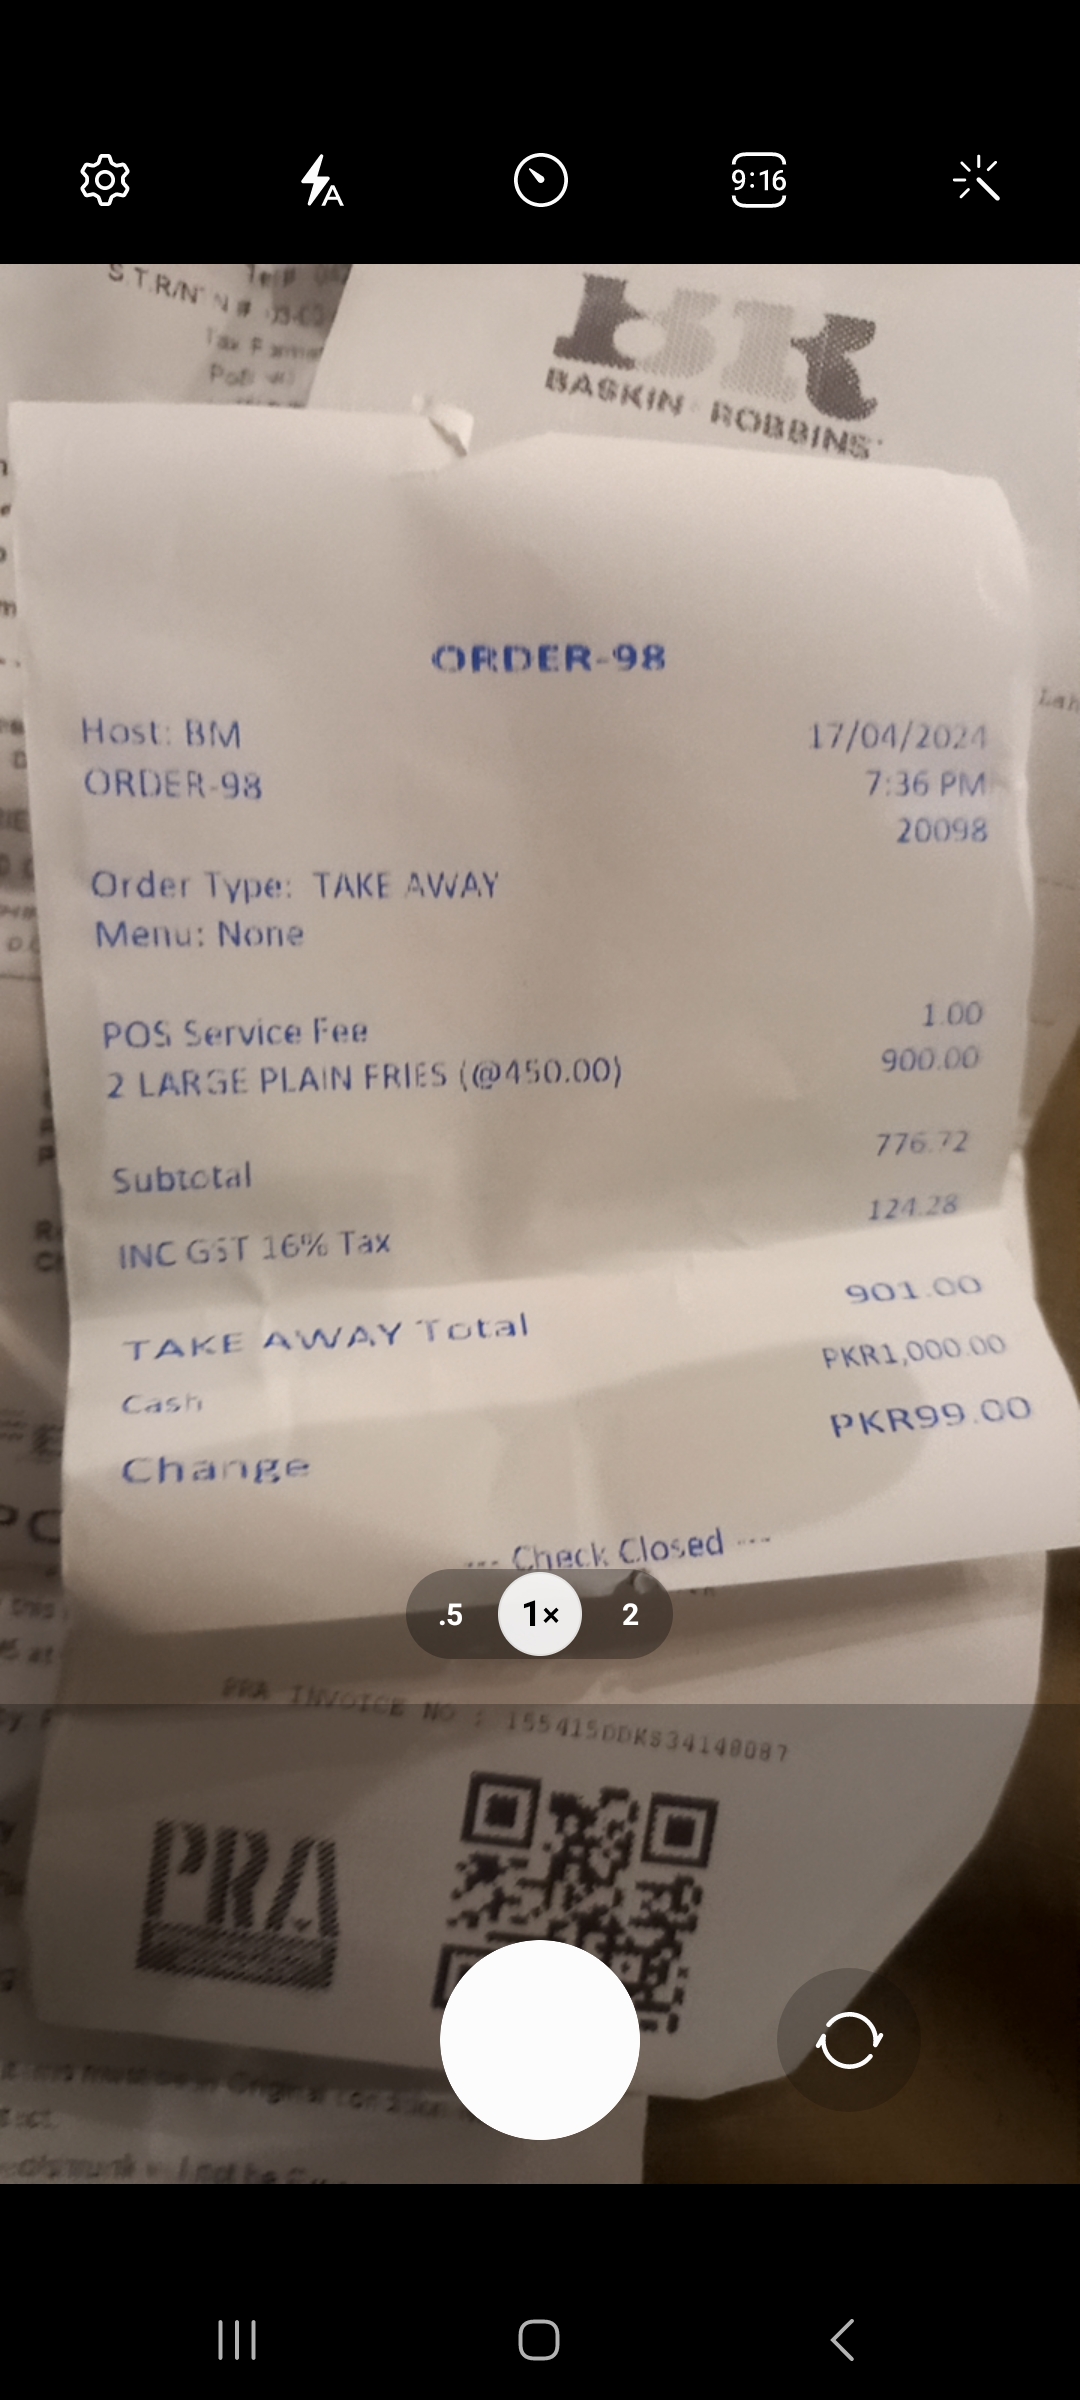 9:16
S.T.R/N
BASKIN ROBBINS
ORDER-98
Host: BM 17/04/2024
ORDER-98 7:36 PM
20098
Order Type: TAKE AWAY
Menu: None
POS Service Fee 1.00
2 LARGE PLAIN FRIES (@450.00) 900.00
Subtotal 776.72
INC GST 16% Tax 124.28
TAKE AWAY Total 901.00
Cash PKR1,000.00
Change PKR99.00
--- Check Closed ---
.5 1× 2
PRA INVOICE NO :
PRA